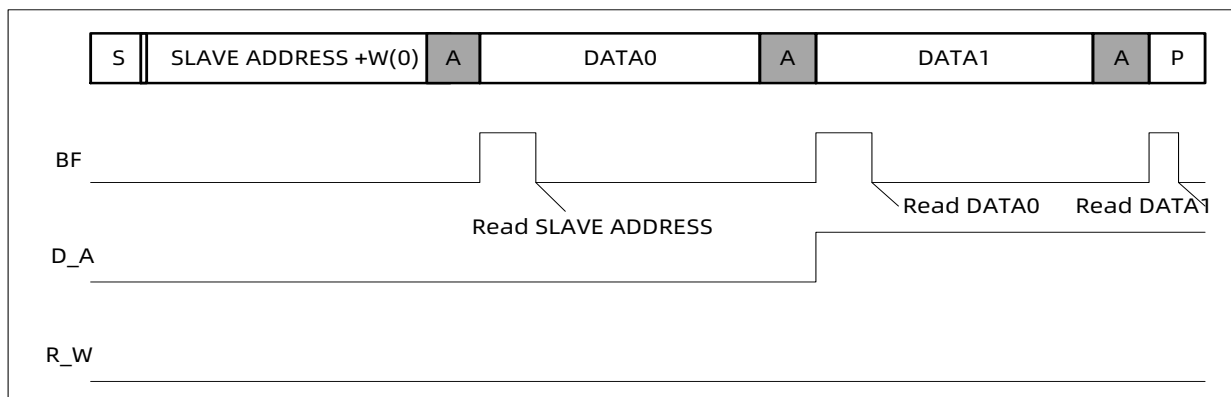 S SLAVE ADDRESS +W(0) A DATA0 A DATA1 A P
BF
Read SLAVE ADDRESS
Read DATA0
Read DATA1
D_A
R_W